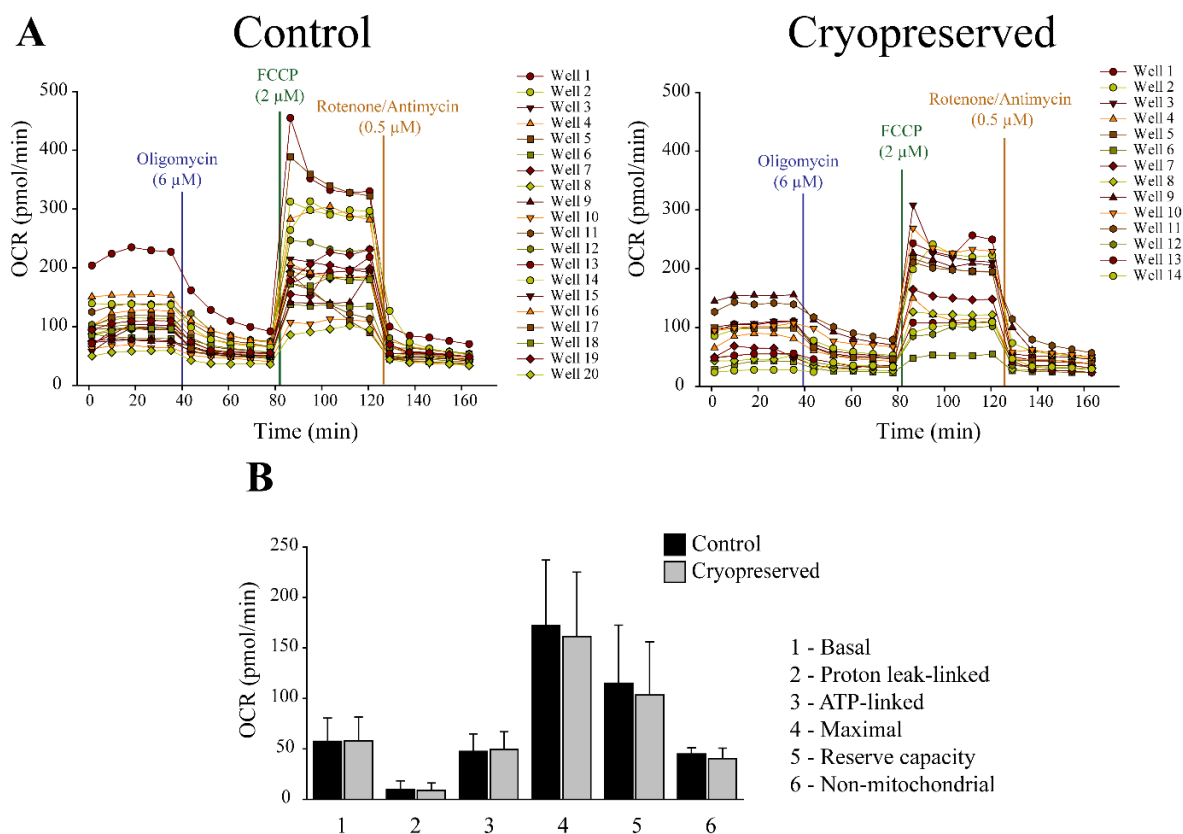 A
Control
Cryopreserved
FCCP
(2 µM)
Rotenone/Antimycin
(0.5 µM)
Oligomycin
(6 µM)
500
400
300
200
100
0
OCR (pmol/min)
0 20 40 60 80 100 120 140 160
Time (min)
Well 1
Well 2
Well 3
Well 4
Well 5
Well 6
Well 7
Well 8
Well 9
Well 10
Well 11
Well 12
Well 13
Well 14
Well 15
Well 16
Well 17
Well 18
Well 19
Well 20
Rotenone/Antimycin
(0.5 µM)
FCCP
(2 µM)
Oligomycin
(6 µM)
500
400
300
200
100
0
OCR (pmol/min)
0 20 40 60 80 100 120 140 160
Time (min)
Well 1
Well 2
Well 3
Well 4
Well 5
Well 6
Well 7
Well 8
Well 9
Well 10
Well 11
Well 12
Well 13
Well 14
B
250
200
150
100
50
0
OCR (pmol/min)
1 2 3 4 5 6
Control
Cryopreserved
1 - Basal
2 - Proton leak-linked
3 - ATP-linked
4 - Maximal
5 - Reserve capacity
6 - Non-mitochondrial